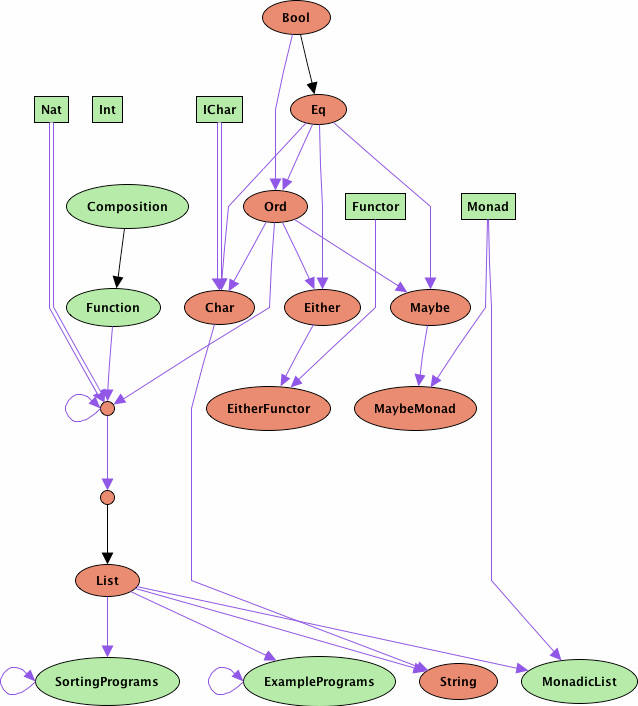 Bool
Nat
Int
IChar
Eq
Composition
Ord
Functor
Monad
Function
Char
Either
Maybe
EitherFunctor
MaybeMonad
List
SortingPrograms
ExamplePrograms
String
MonadicList